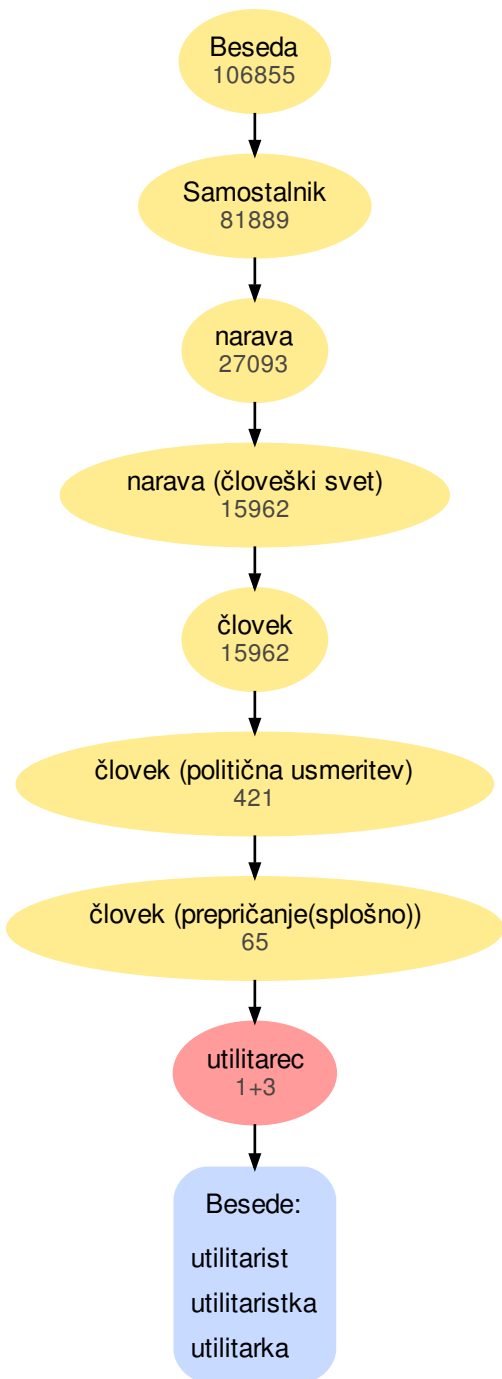 Beseda
106855
Samostalnik
81889
narava
27093
narava (človeški svet)
15962
človek
15962
človek (politična usmeritev)
421
človek (prepričanje(splošno))
65
utilitarec
1+3
Besede:
utilitarist
utilitaristka
utilitarka